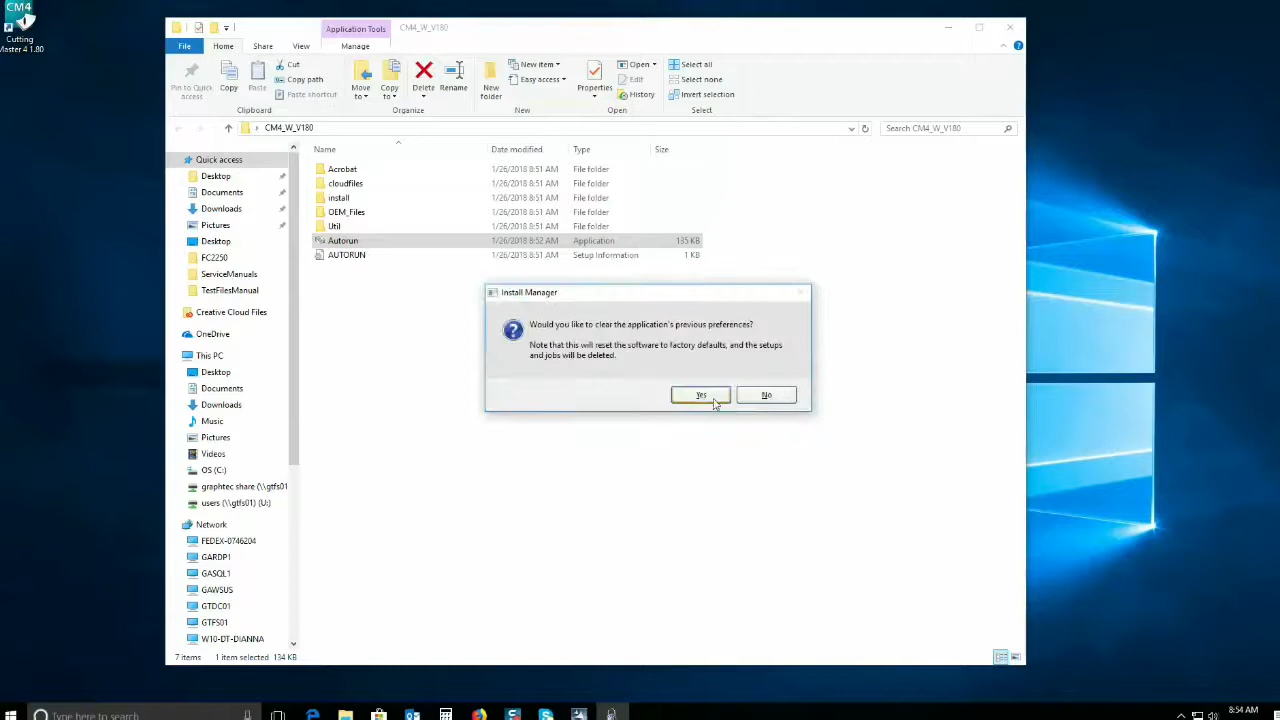 CM4
Cutting
Master 4 1.80
Application Tools
CM4_W_V180
File
Home
Share
View
Manage
Pin to Quick
access
Copy
Paste
Cut
Copy path
Paste shortcut
Clipboard
Move
to
Copy
to
Delete
Rename
Organize
New
folder
New item
Easy access
New
Properties
Open
Edit
History
Open
Select all
Select none
Invert selection
Select
CM4_W_V180
Search CM4_W_V180
Name
Date modified
Type
Size
Acrobat 1/26/2018 8:51 AM File folder
cloudfiles 1/26/2018 8:51 AM File folder
install 1/26/2018 8:51 AM File folder
OEM_Files 1/26/2018 8:51 AM File folder
Util 1/26/2018 8:51 AM File folder
Autorun 1/26/2018 8:52 AM Application 135 KB
AUTORUN 1/26/2018 8:51 AM Setup Information 1 KB
Quick access
Desktop
Documents
Downloads
Pictures
Desktop
FC2250
ServiceManuals
TestFilesManual
Creative Cloud Files
OneDrive
This PC
Desktop
Documents
Downloads
Music
Pictures
Videos
OS (C:)
graphtec share (\\gtfs01
users (\\gtfs01) (U:)
Network
FEDEX-0746204
GARDP1
GASQL1
GAWSUS
GTDC01
GTFS01
W10-DT-DIANNA
Install Manager
Would you like to clear the application's previous preferences?
Note that this will reset the software to factory defaults, and the setups
and jobs will be deleted.
Yes
No
7 items 1 item selected 134 KB
Type here to search
8:54 AM